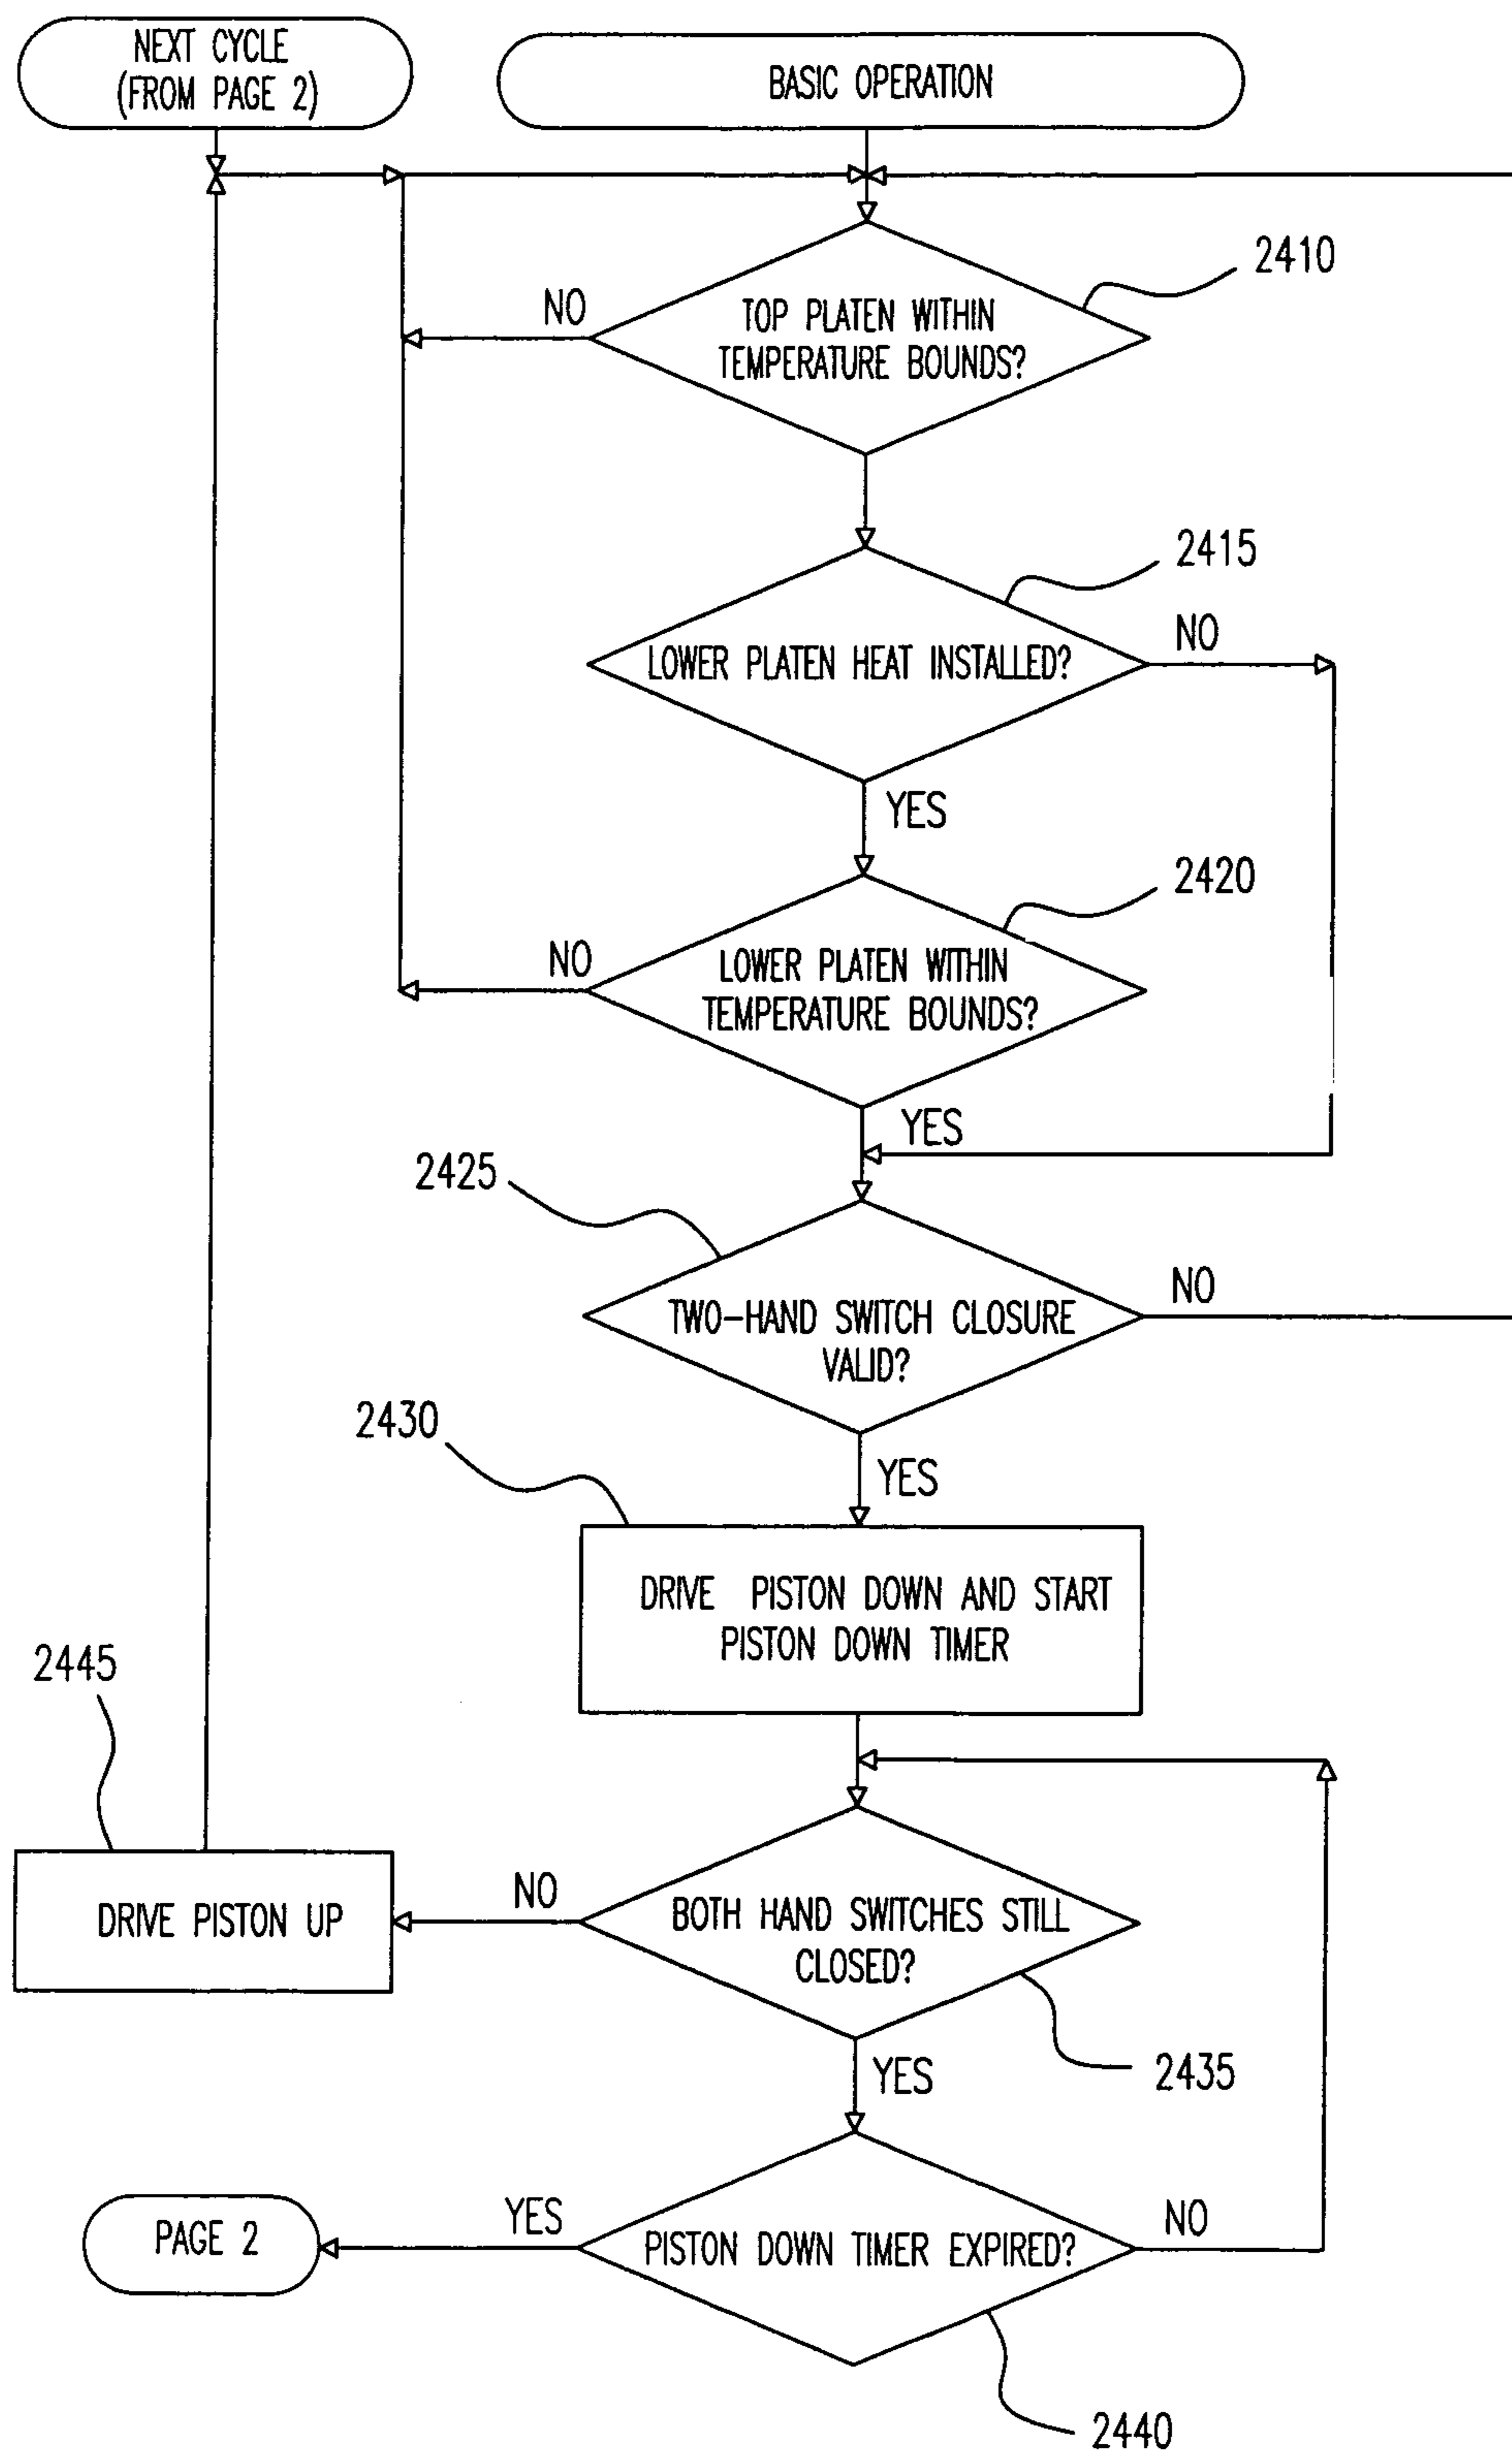 NEXT CYCLE
(FROM PAGE 2)
BASIC OPERATION
2410
NO
TOP PLATEN WITHIN
TEMPERATURE BOUNDS?
2415
NO
LOWER PLATEN HEAT INSTALLED?
YES
2420
NO
LOWER PLATEN WITHIN
TEMPERATURE BOUNDS?
YES
2425
NO
TWO-HAND SWITCH CLOSURE
VALID?
2430
YES
DRIVE PISTON DOWN AND START
PISTON DOWN TIMER
2445
NO
DRIVE PISTON UP
BOTH HAND SWITCHES STILL
CLOSED?
YES
2435
YES
NO
PAGE 2
PISTON DOWN TIMER EXPIRED?
2440